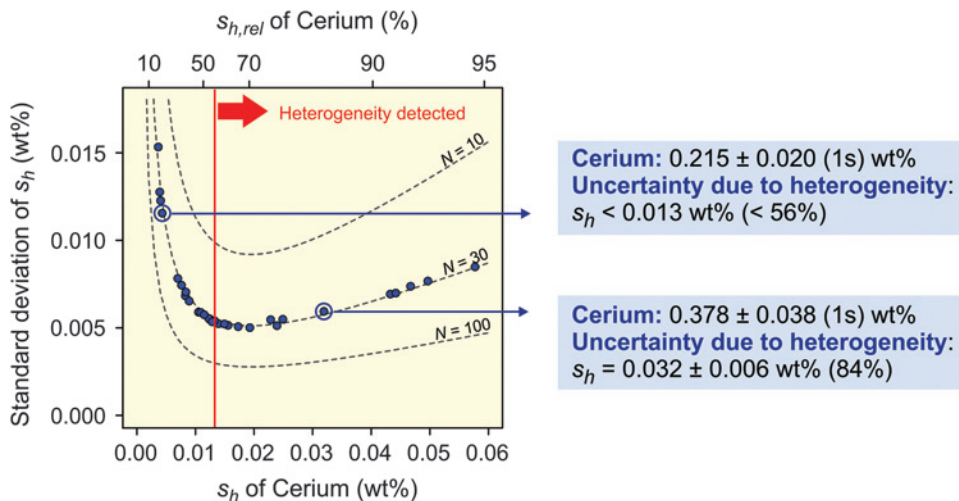 s_h,rel of Cerium (%)
10 50 70 90 95
Standard deviation of s_h (wt%)
0.015
0.010
0.005
0.000
Heterogeneity detected
N = 10
N = 30
N = 100
0.00 0.01 0.02 0.03 0.04 0.05 0.06
s_h of Cerium (wt%)
Cerium: 0.215 ± 0.020 (1s) wt%
Uncertainty due to heterogeneity:
s_h < 0.013 wt% (< 56%)
Cerium: 0.378 ± 0.038 (1s) wt%
Uncertainty due to heterogeneity:
s_h = 0.032 ± 0.006 wt% (84%)